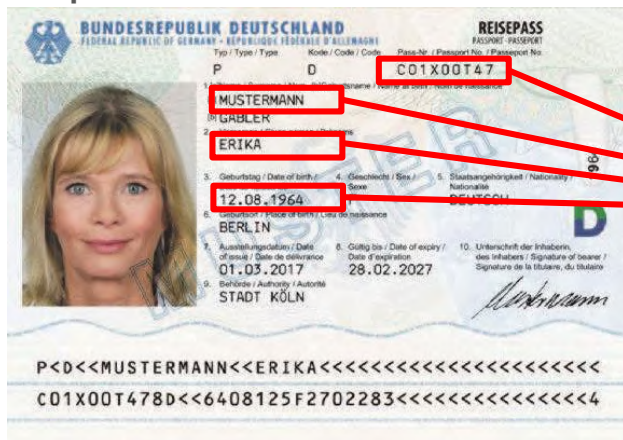 BUNDESREPUBLIK DEUTSCHLAND
FEDERAL REPUBLIC OF GERMANY · RÉPUBLIQUE FÉDÉRALE D'ALLEMAGNE
REISEPASS
PASSPORT · PASSEPORT
Typ / Type / Type Kode / Code / Code Pass-Nr. / Passport No. / Passeport No.
P D C01X00T47
MUSTERMANN
[b] GABLER
ERIKA
3. Geburtstag / Date of birth / 4. Geschlecht / Sex / Sexe 5. Staatsangehörigkeit / Nationality / Nationalité
12.08.1964 DEUTSCH
6. Geburtsort / Place of birth / Lieu de naissance
BERLIN
7. Ausstellungsdatum / Date of issue / Date de délivrance 8. Gültig bis / Date of expiry / Date d'expiration 10. Unterschrift der Inhaberin, des Inhabers / Signature of bearer / Signature de la titulaire, du titulaire
01.03.2017 28.02.2027
9. Behörde / Authority / Autorité
STADT KÖLN
Mustermann
D
MUSTER
P<D<<MUSTERMANN<<ERIKA<<<<<<<<<<<<<<<<<<<<<<
C01X00T478D<<6408125F2702283<<<<<<<<<<<<<<<4